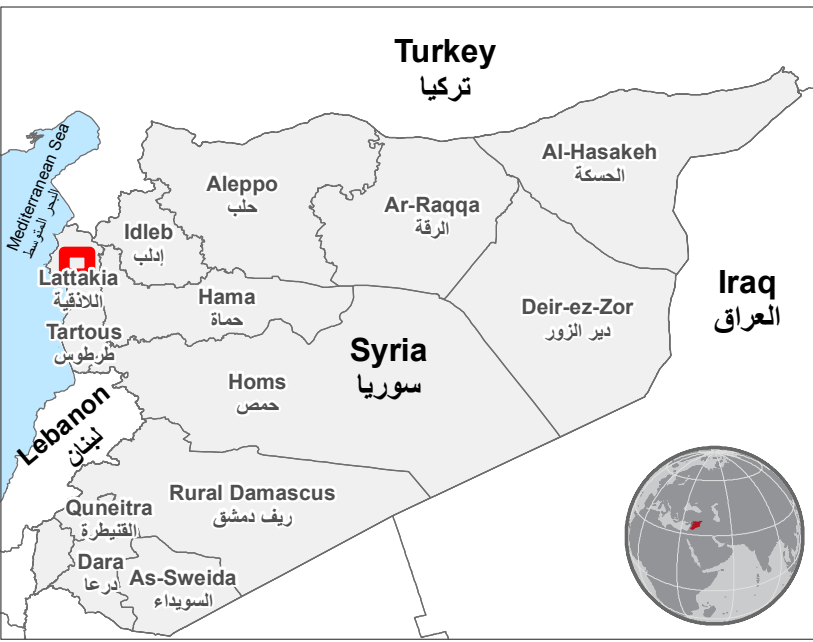 Turkey
تركيا
Mediterranean Sea
البحر المتوسط
Al-Hasakeh
الحسكة
Aleppo
حلب
Ar-Raqqa
الرقة
Idleb
إدلب
Lattakia
اللاذقية
Hama
حماة
Deir-ez-Zor
دير الزور
Iraq
العراق
Tartous
طرطوس
Syria
سوريا
Homs
حمص
Lebanon
لبنان
Rural Damascus
ريف دمشق
Quneitra
القنيطرة
Dara
درعا
As-Sweida
السويداء